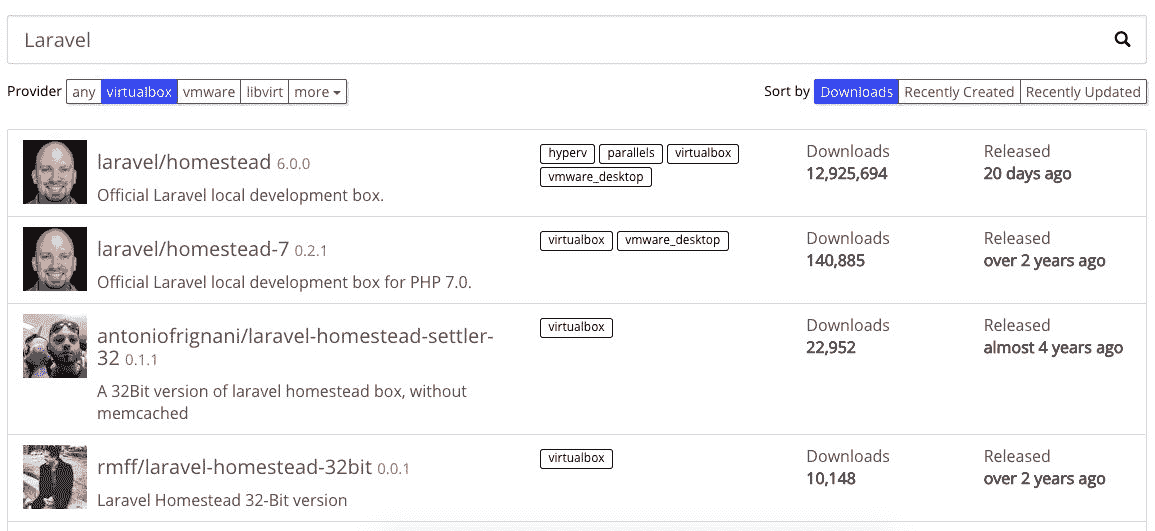 Laravel
Provider any virtualbox vmware libvirt more Sort by Downloads Recently Created Recently Updated
laravel/homestead 6.0.0
Official Laravel local development box.
hyperv parallels virtualbox
vmware_desktop
Downloads
12,925,694
Released
20 days ago
laravel/homestead-7 0.2.1
Official Laravel local development box for PHP 7.0.
virtualbox vmware_desktop
Downloads
140,885
Released
over 2 years ago
antoniofrignani/laravel-homestead-settler-
32 0.1.1
A 32Bit version of laravel homestead box, without
memcached
virtualbox
Downloads
22,952
Released
almost 4 years ago
rmff/laravel-homestead-32bit 0.0.1
Laravel Homestead 32-Bit version
virtualbox
Downloads
10,148
Released
over 2 years ago